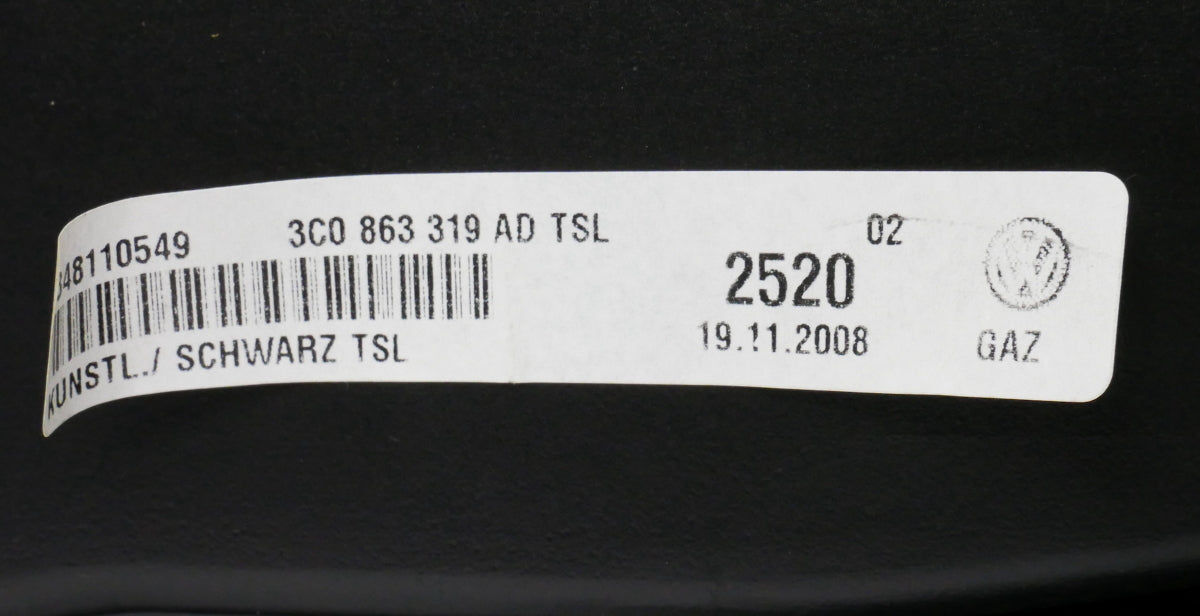 3C0 863 319 AD TSL
348110549
02
2520
19.11.2008
KUNSTL./ SCHWARZ TSL
GAZ